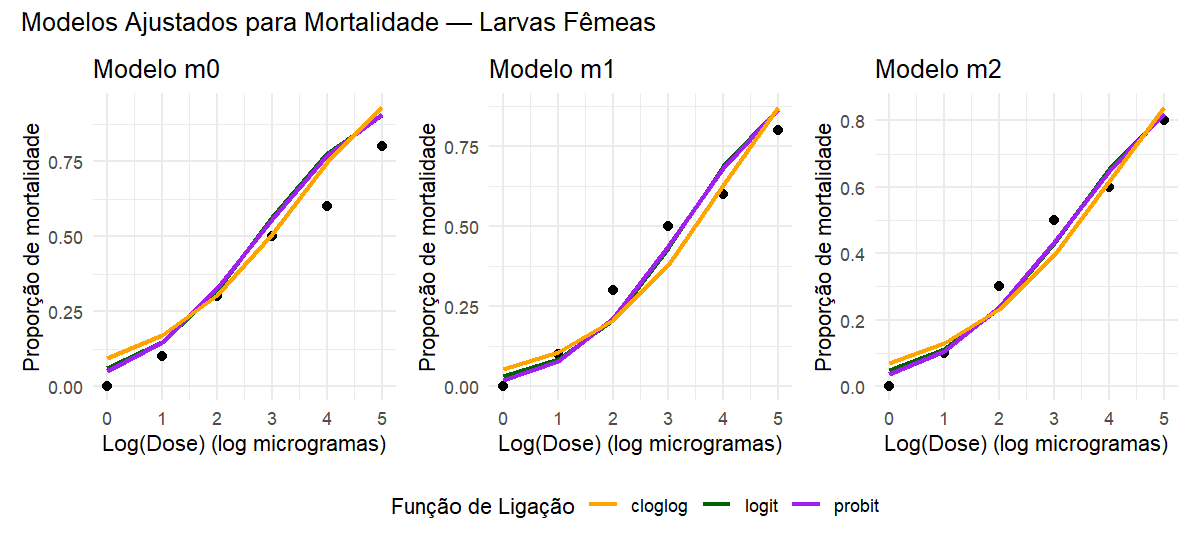 Modelos Ajustados para Mortalidade — Larvas Fêmeas
Modelo m0
Proporção de mortalidade
0.75
0.50
0.25
0.00
0 1 2 3 4 5
Log(Dose) (log microgramas)
Modelo m1
Proporção de mortalidade
0.75
0.50
0.25
0.00
0 1 2 3 4 5
Log(Dose) (log microgramas)
Modelo m2
Proporção de mortalidade
0.8
0.6
0.4
0.2
0.0
0 1 2 3 4 5
Log(Dose) (log microgramas)
Função de Ligação cloglog logit probit